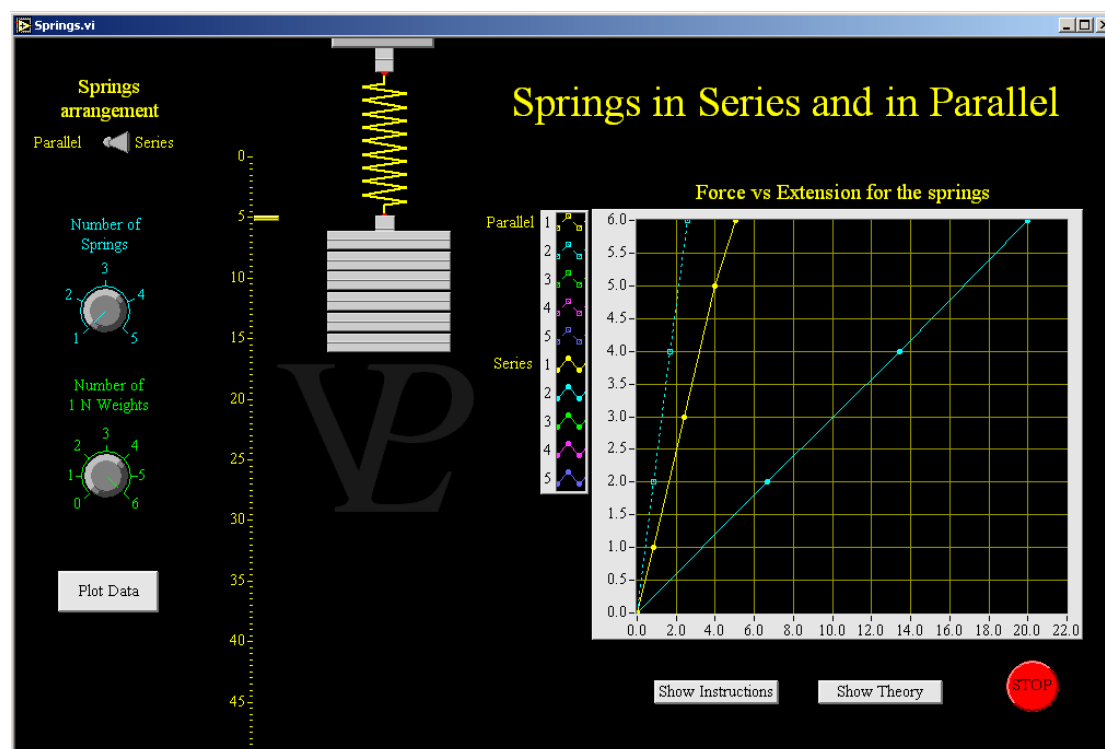 Springs.vi
Springs
arrangement
Parallel Series
Springs in Series and in Parallel
Number of
Springs
1 2 3 4 5
Number of
1 N Weights
0 1 2 3 4 5 6
Plot Data
0
5
10
15
20
25
30
35
40
45
VPL
Force vs Extension for the springs
Parallel 1
2
3
4
5
Series 1
2
3
4
5
6.0
5.5
5.0
4.5
4.0
3.5
3.0
2.5
2.0
1.5
1.0
0.5
0.0
0.0 2.0 4.0 6.0 8.0 10.0 12.0 14.0 16.0 18.0 20.0 22.0
Show Instructions
Show Theory
STOP